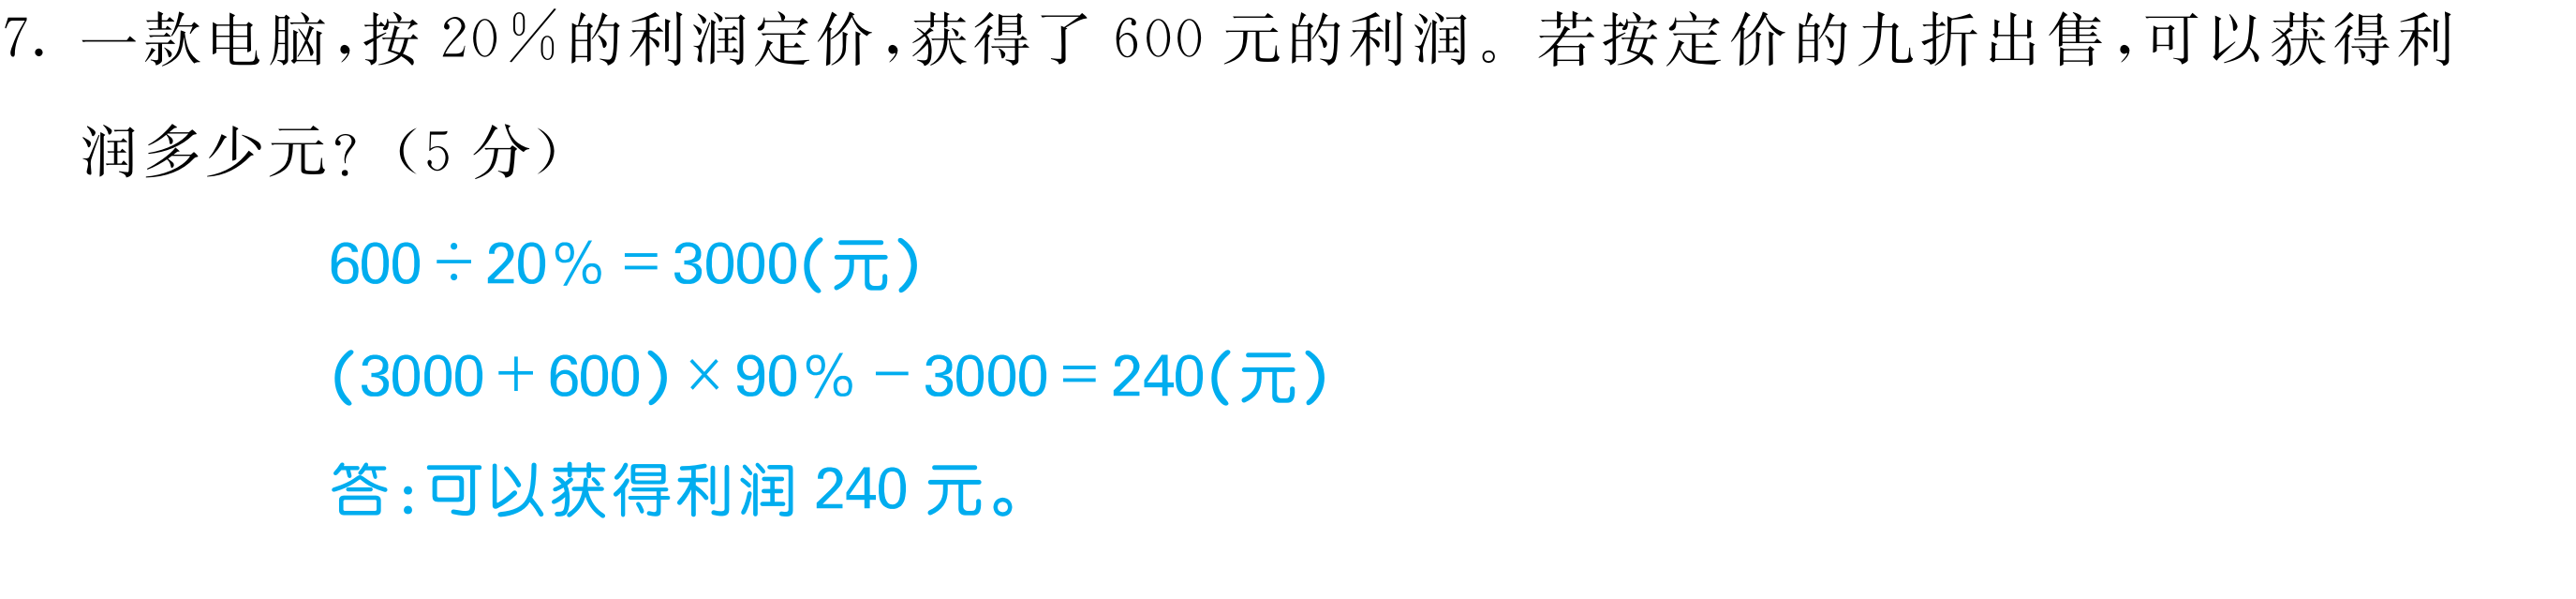 7. 一款电脑,按 20%的利润定价,获得了 600 元的利润。若按定价的九折出售,可以获得利
润多少元?(5 分)
600÷20%=3000(元)
(3000+600)×90%-3000=240(元)
答:可以获得利润 240 元。